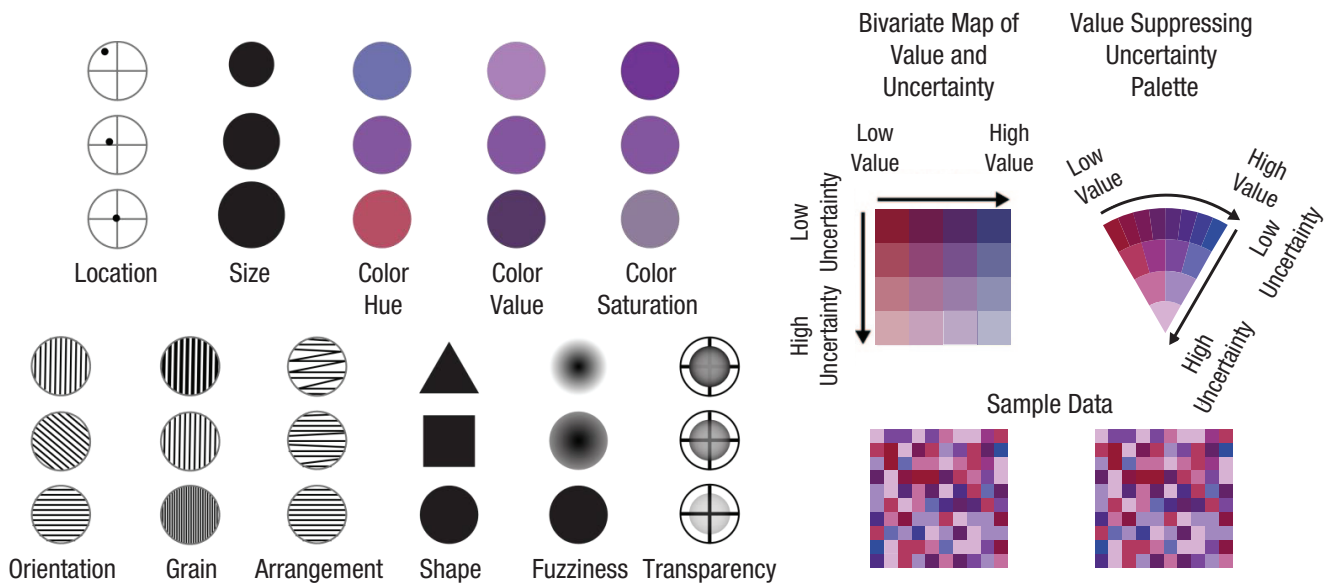 Location
Size
Color
Hue
Color
Value
Color
Saturation
Orientation
Grain
Arrangement
Shape
Fuzziness
Transparency
Bivariate Map of
Value and
Uncertainty
Low
Value
High
Value
Low
Uncertainty
High
Uncertainty
Value Suppressing
Uncertainty
Palette
Low
Value
High
Value
Low
Uncertainty
High
Uncertainty
Sample Data